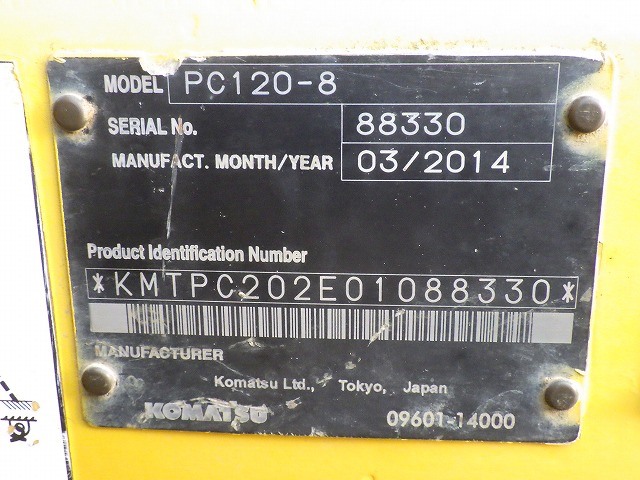 MODEL PC120-8
SERIAL No. 88330
MANUFACT. MONTH/YEAR 03/2014
Product Identification Number
*KMTPC202E01088330*
MANUFACTURER
Komatsu Ltd., Tokyo, Japan
KOMATSU 09601-14000